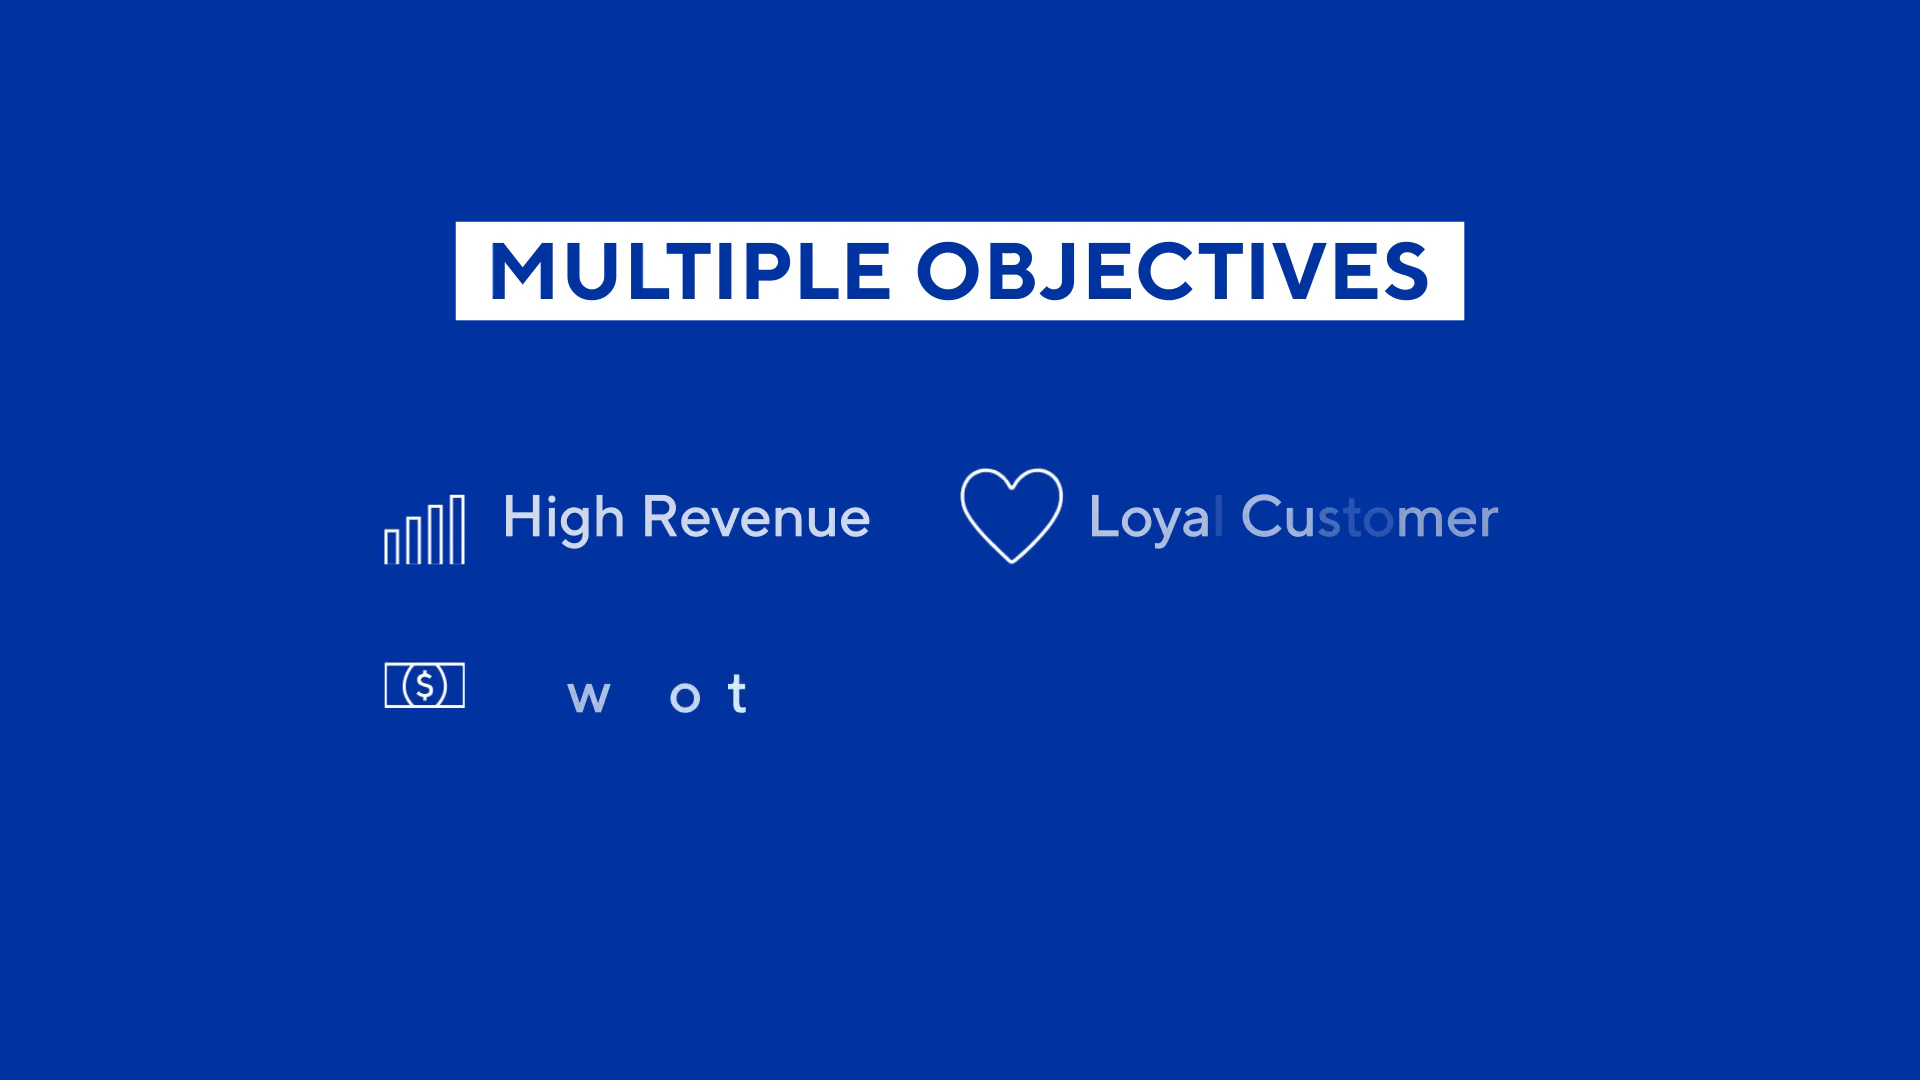 MULTIPLE OBJECTIVES
High Revenue
Loyal Customer
$
w o t